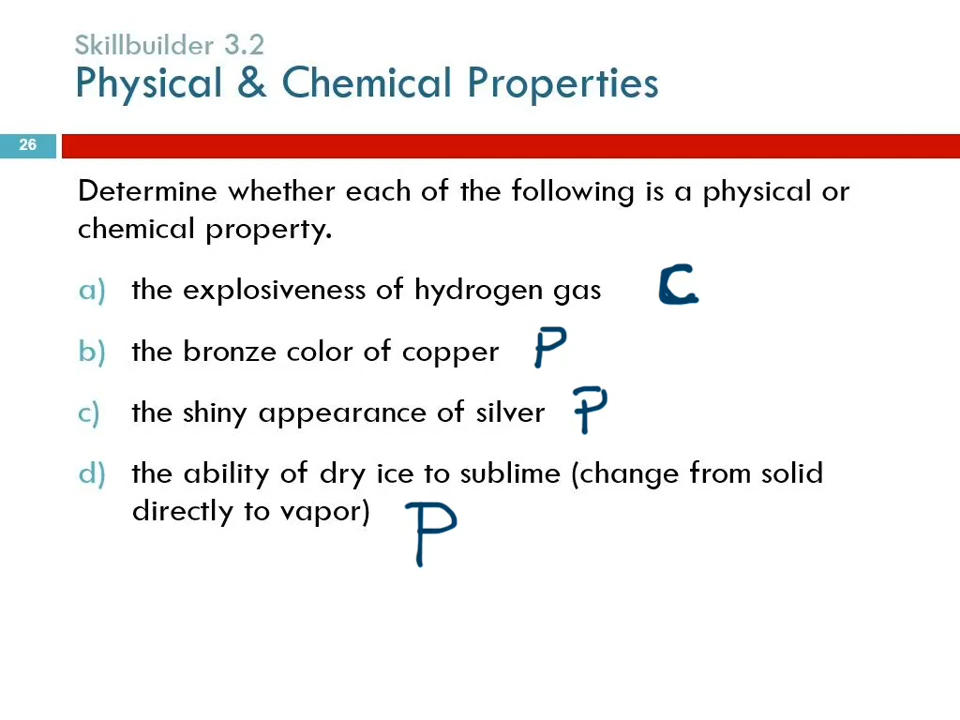 Skillbuilder 3.2
Physical & Chemical Properties
26
Determine whether each of the following is a physical or
chemical property.
a) the explosiveness of hydrogen gas C
b) the bronze color of copper P
c) the shiny appearance of silver P
d) the ability of dry ice to sublime (change from solid
directly to vapor) P